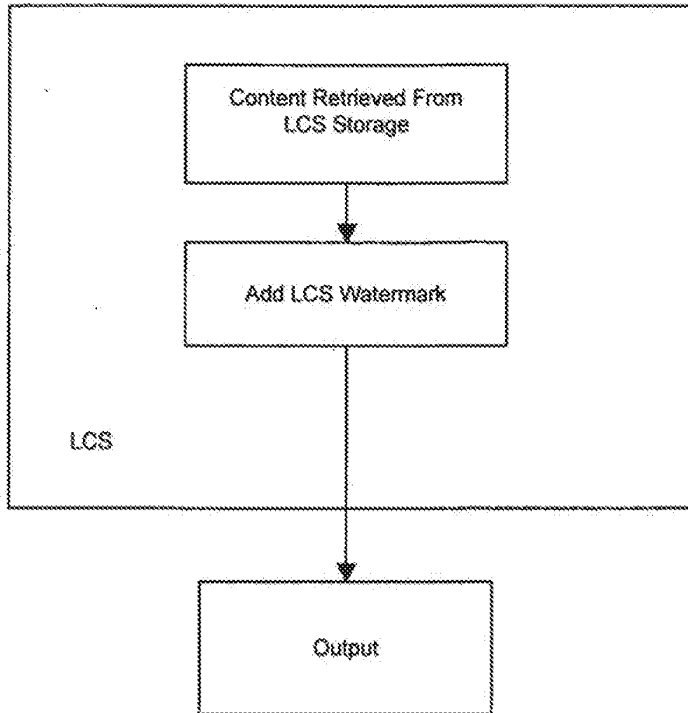 Content Retrieved From
LCS Storage
Add LCS Watermark
LCS
Output